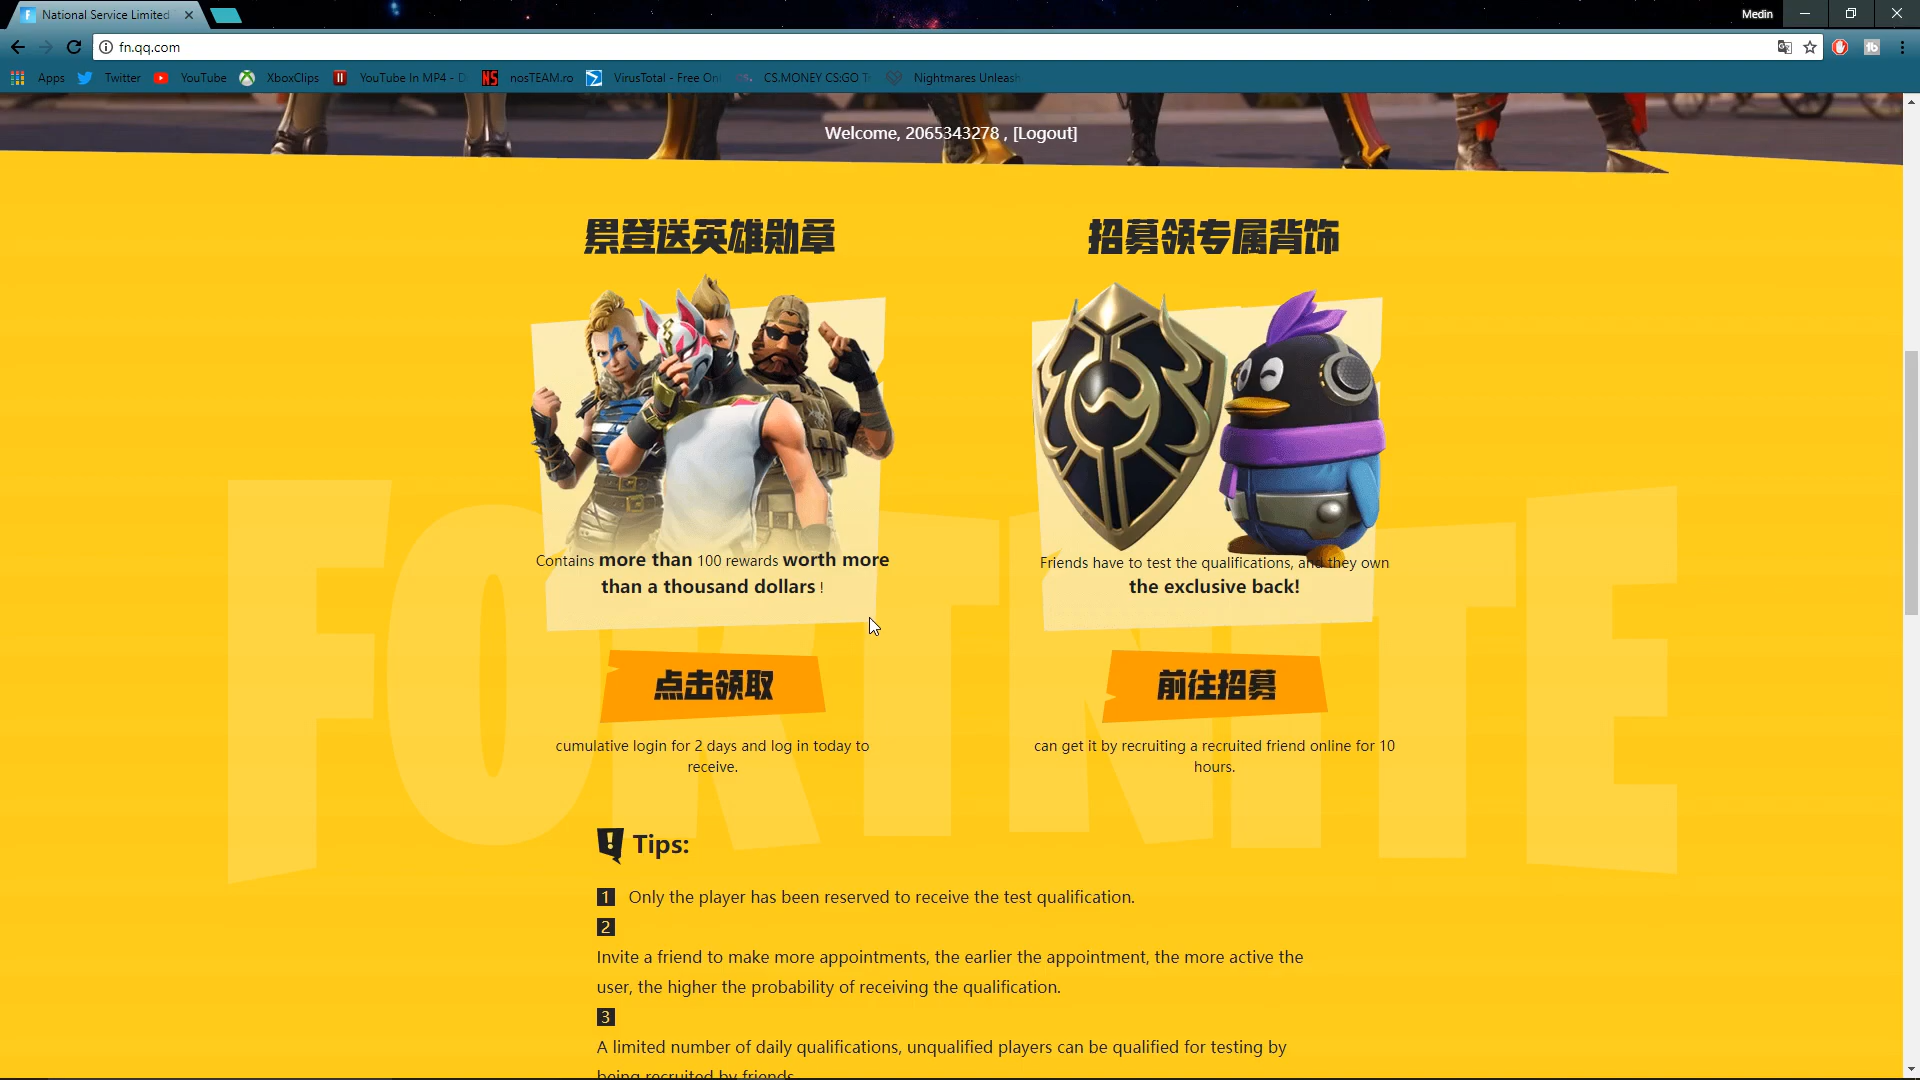 National Service Limited
Medin
fn.qq.com
Apps Twitter YouTube XboxClips YouTube In MP4 - D NS nosTEAM.ro VirusTotal - Free Onl CS.MONEY CS:GO Tr Nightmares Unleash
Welcome, 2065343278 , [Logout]
累登送英雄勋章
招募领专属背饰
Contains more than 100 rewards worth more
than a thousand dollars !
Friends have to test the qualifications, and they own
the exclusive back!
点击领取
前往招募
cumulative login for 2 days and log in today to
receive.
can get it by recruiting a recruited friend online for 10
hours.
FORTNITE
Tips:
1 Only the player has been reserved to receive the test qualification.
2
Invite a friend to make more appointments, the earlier the appointment, the more active the
user, the higher the probability of receiving the qualification.
3
A limited number of daily qualifications, unqualified players can be qualified for testing by
being recruited by friends.